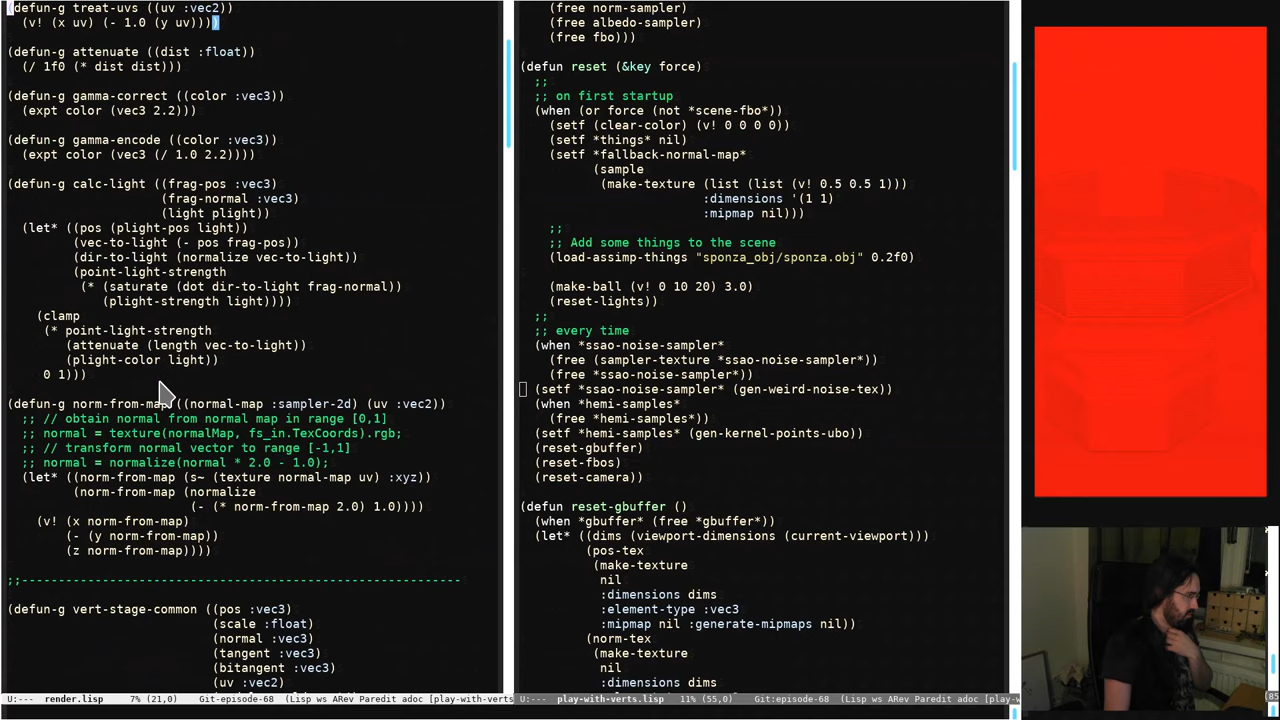 (defun-g treat-uvs ((uv :vec2))
  (v! (x uv) (- 1.0 (y uv))))

(defun-g attenuate ((dist :float))
  (/ 1f0 (* dist dist)))

(defun-g gamma-correct ((color :vec3))
  (expt color (vec3 2.2)))

(defun-g gamma-encode ((color :vec3))
  (expt color (vec3 (/ 1.0 2.2))))

(defun-g calc-light ((frag-pos :vec3)
                     (frag-normal :vec3)
                     (light plight))
  (let* ((pos (plight-pos light))
         (vec-to-light (- pos frag-pos))
         (dir-to-light (normalize vec-to-light))
         (point-light-strength
          (* (saturate (dot dir-to-light frag-normal))
             (plight-strength light))))
    (clamp
     (* point-light-strength
        (attenuate (length vec-to-light))
        (plight-color light))
     0 1)))

(defun-g norm-from-map ((normal-map :sampler-2d) (uv :vec2))
  ;; // obtain normal from normal map in range [0,1]
  ;; normal = texture(normalMap, fs_in.TexCoords).rgb;
  ;; // transform normal vector to range [-1,1]
  ;; normal = normalize(normal * 2.0 - 1.0);
  (let* ((norm-from-map (s~ (texture normal-map uv) :xyz))
         (norm-from-map (normalize
                         (- (* norm-from-map 2.0) 1.0))))
    (v! (x norm-from-map)
        (- (y norm-from-map))
        (z norm-from-map))))

;;------------------------------------------------------------

(defun-g vert-stage-common ((pos :vec3)
                            (scale :float)
                            (normal :vec3)
                            (tangent :vec3)
                            (bitangent :vec3)
                            (uv :vec2)
U:---  render.lisp     7% (21,0)     Git-episode-68  (Lisp ws ARev Paredit adoc [play-with-verts
    (free norm-sampler)
    (free albedo-sampler)
    (free fbo)))

(defun reset (&key force)
  ;;
  ;; on first startup
  (when (or force (not *scene-fbo*))
    (setf (clear-color) (v! 0 0 0 0))
    (setf *things* nil)
    (setf *fallback-normal-map*
          (sample
           (make-texture (list (list (v! 0.5 0.5 1)))
                         :dimensions '(1 1)
                         :mipmap nil)))
    ;;
    ;; Add some things to the scene
    (load-assimp-things "sponza_obj/sponza.obj" 0.2f0)

    (make-ball (v! 0 10 20) 3.0)
    (reset-lights))
  ;;
  ;; every time
  (when *ssao-noise-sampler*
    (free (sampler-texture *ssao-noise-sampler*))
    (free *ssao-noise-sampler*))
  (setf *ssao-noise-sampler* (gen-weird-noise-tex))
  (when *hemi-samples*
    (free *hemi-samples*))
  (setf *hemi-samples* (gen-kernel-points-ubo))
  (reset-gbuffer)
  (reset-fbos)
  (reset-camera))

(defun reset-gbuffer ()
  (when *gbuffer* (free *gbuffer*))
  (let* ((dims (viewport-dimensions (current-viewport)))
         (pos-tex
          (make-texture
           nil
           :dimensions dims
           :element-type :vec3
           :mipmap nil :generate-mipmaps nil))
         (norm-tex
          (make-texture
           nil
           :dimensions dims
U:---  play-with-verts.lisp   11% (55,0)     Git:episode-68  (Lisp ws ARev Paredit adoc [play-w
(85